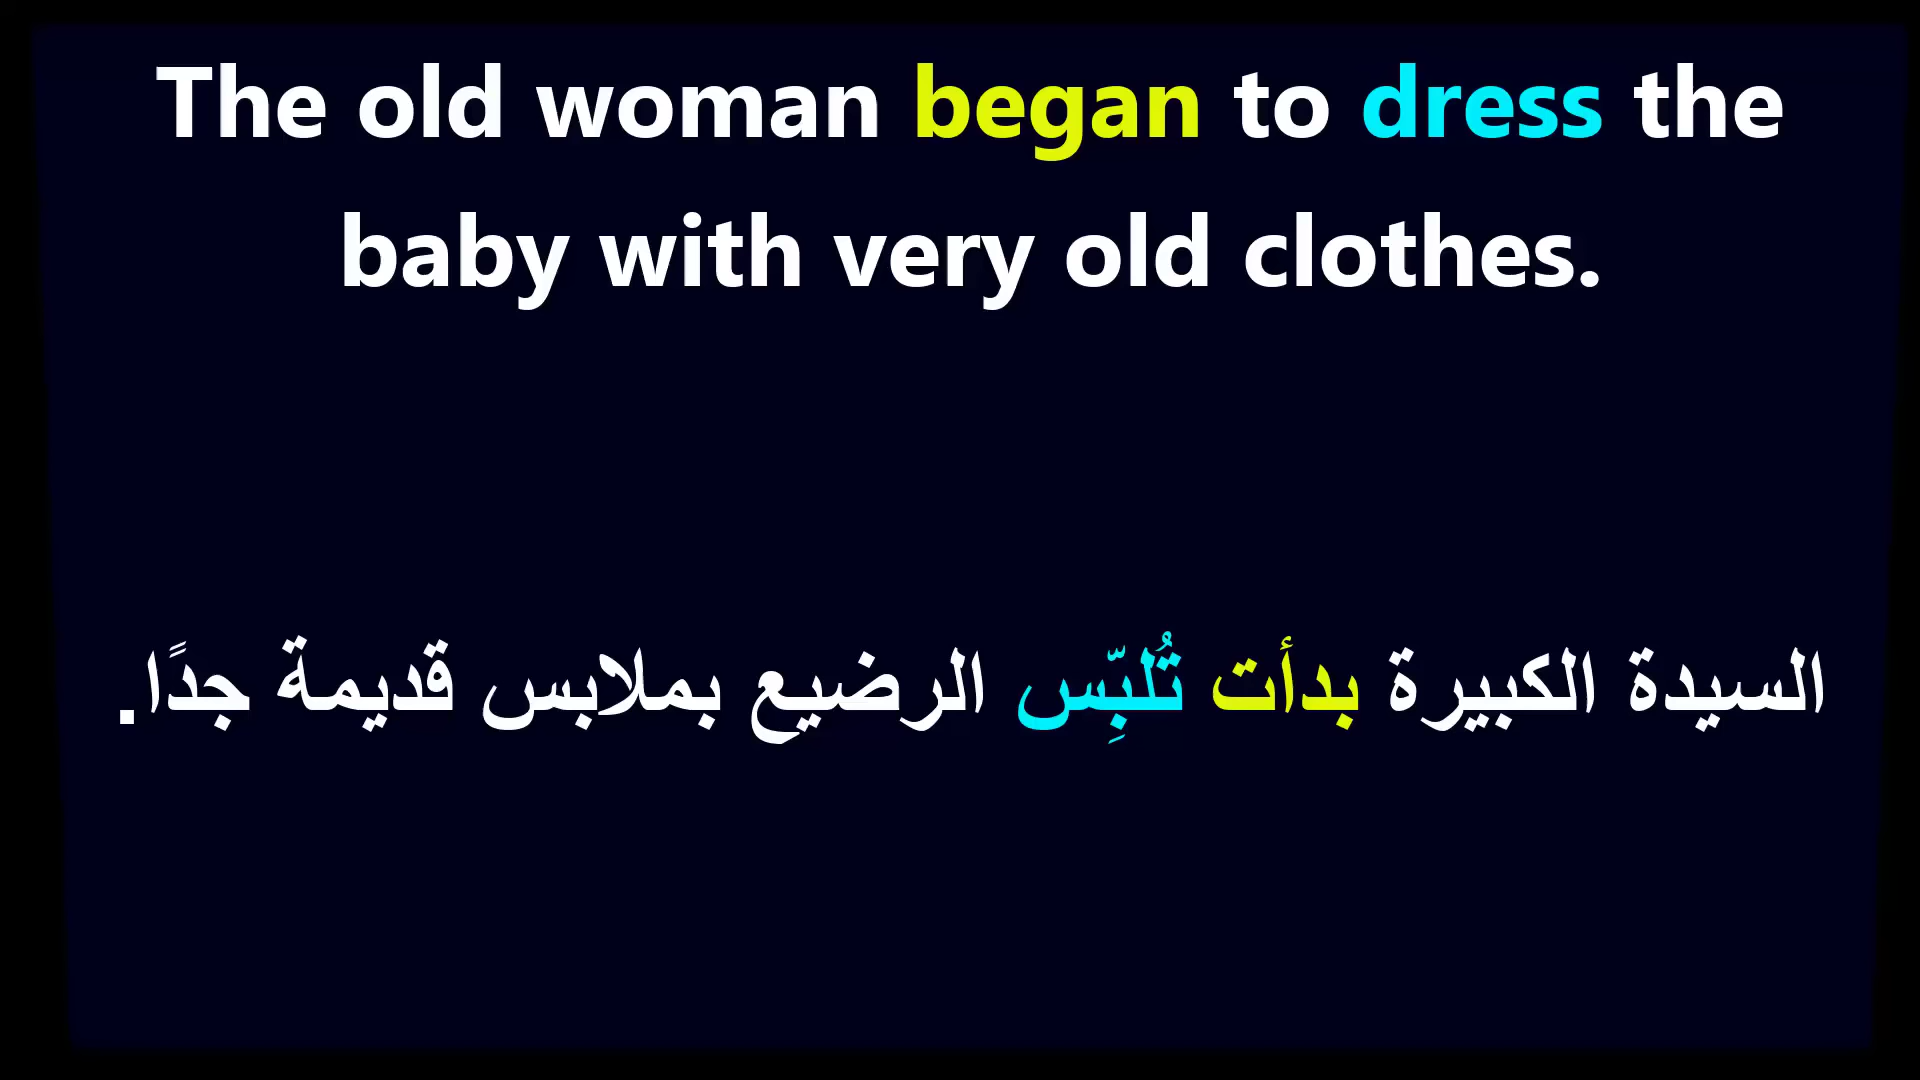 The old woman began to dress the
baby with very old clothes.
السيدة الكبيرة بدأت تُلبِّس الرضيع بملابس قديمة جدًا.